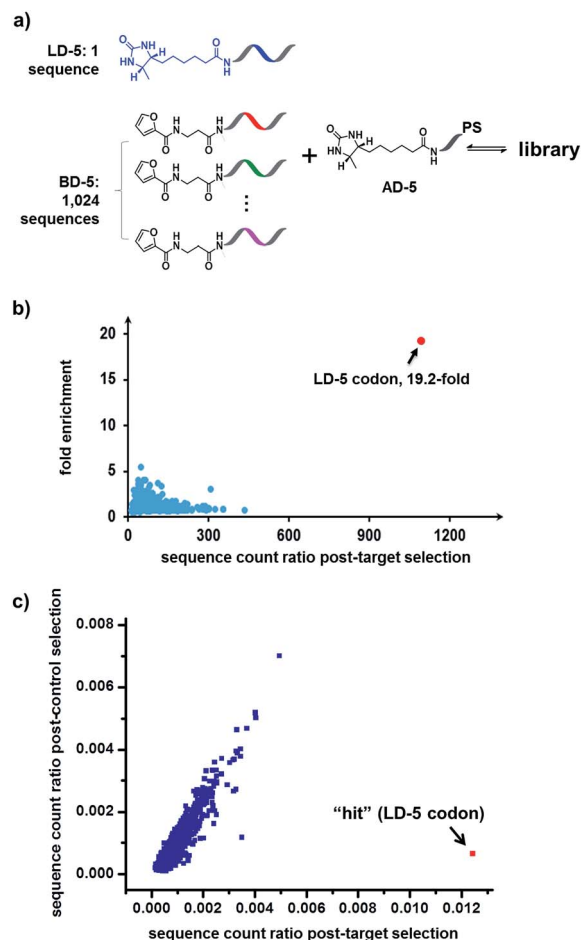 a)
LD-5: 1
sequence
O
HN
NH
H
H
O
N
H
BD-5:
1,024
sequences
O
O
H
N
O
H
N
O
O
H
N
O
H
N
⋮
O
O
H
N
O
H
N
+
O
HN
NH
H
H
O
N
H
PS
AD-5
library
b)
fold enrichment
20
15
10
5
0
LD-5 codon, 19.2-fold
0 300 600 900 1200
sequence count ratio post-target selection
c)
sequence count ratio post-control selection
0.008
0.006
0.004
0.002
0.000
“hit” (LD-5 codon)
0.000 0.002 0.004 0.006 0.008 0.010 0.012
sequence count ratio post-target selection